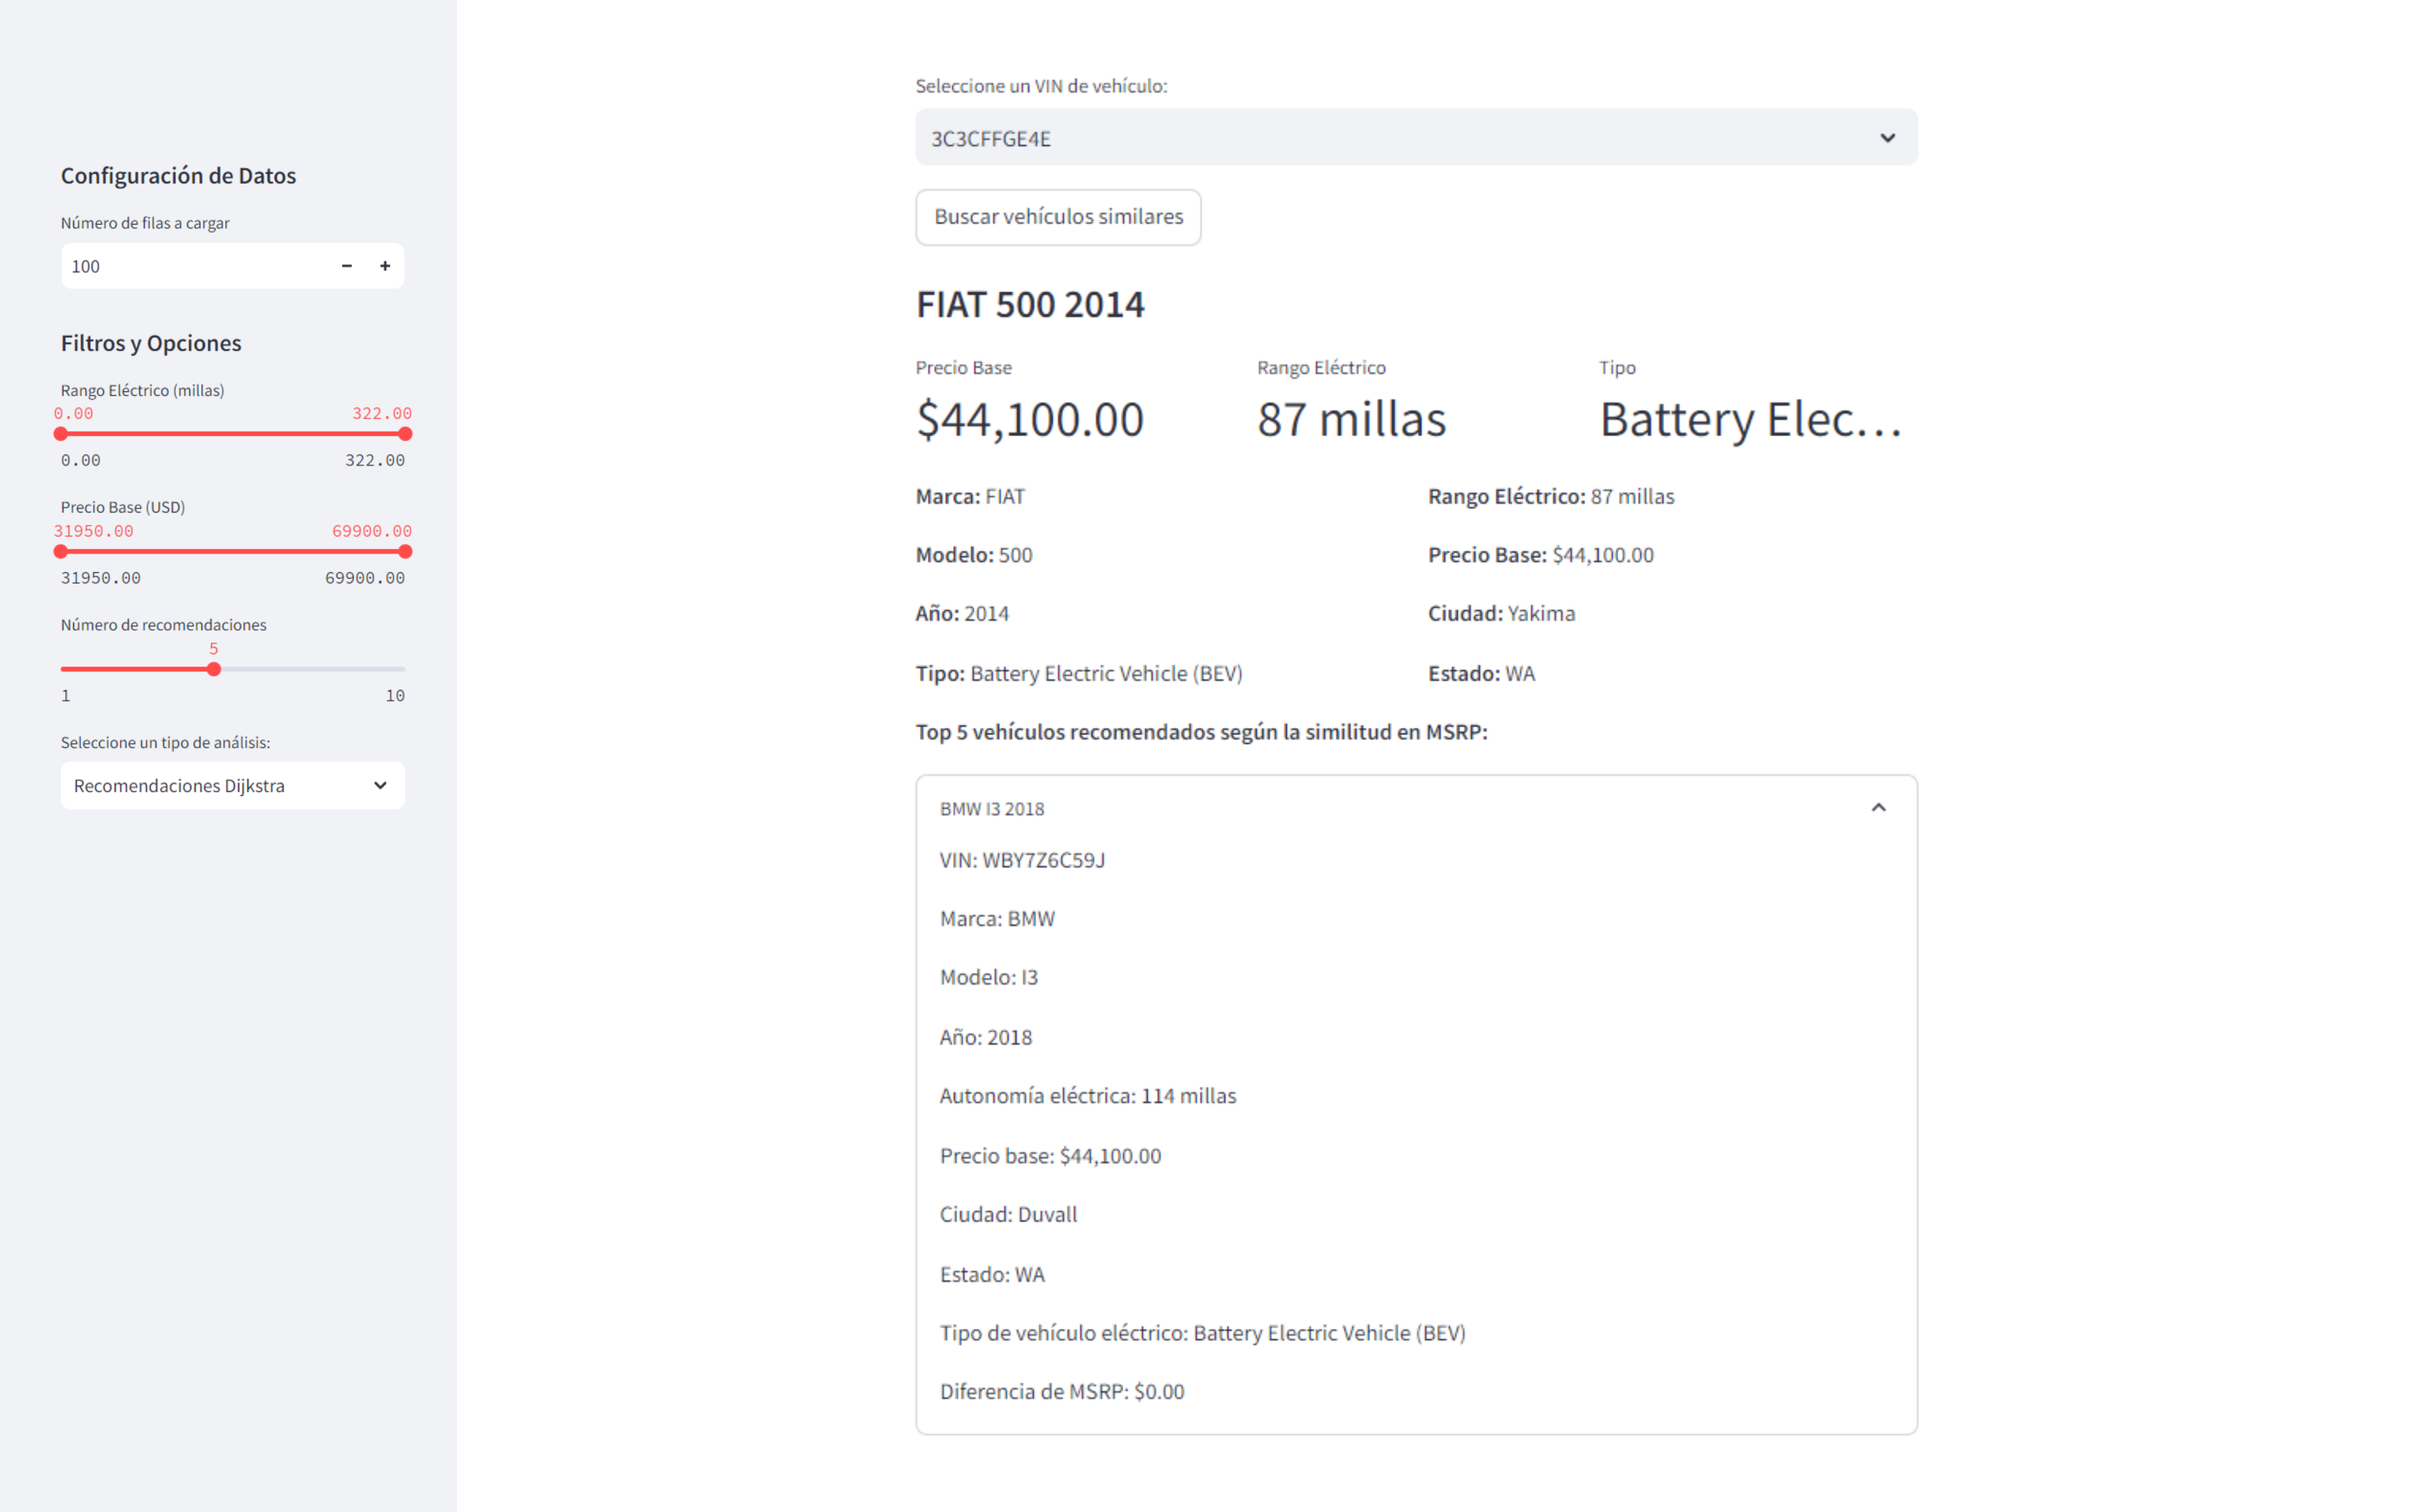 Configuración de Datos
Número de filas a cargar
100
Filtros y Opciones
Rango Eléctrico (millas)
0.00 322.00
0.00 322.00
Precio Base (USD)
31950.00 69900.00
31950.00 69900.00
Número de recomendaciones
5
1 10
Seleccione un tipo de análisis:
Recomendaciones Dijkstra
Seleccione un VIN de vehículo:
3C3CFFGE4E
Buscar vehículos similares
FIAT 500 2014
Precio Base Rango Eléctrico Tipo
$44,100.00 87 millas Battery Elec…
Marca: FIAT Rango Eléctrico: 87 millas
Modelo: 500 Precio Base: $44,100.00
Año: 2014 Ciudad: Yakima
Tipo: Battery Electric Vehicle (BEV) Estado: WA
Top 5 vehículos recomendados según la similitud en MSRP:
BMW I3 2018
VIN: WBY7Z6C59J
Marca: BMW
Modelo: I3
Año: 2018
Autonomía eléctrica: 114 millas
Precio base: $44,100.00
Ciudad: Duvall
Estado: WA
Tipo de vehículo eléctrico: Battery Electric Vehicle (BEV)
Diferencia de MSRP: $0.00